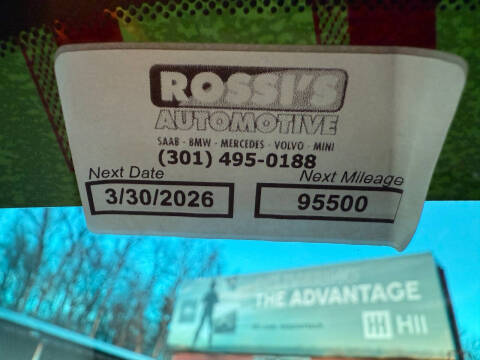 ROSSI'S
AUTOMOTIVE
SAAB - BMW - MERCEDES - VOLVO - MINI
(301) 495-0188
Next Date
Next Mileage
3/30/2026
95500
THE ADVANTAGE
HII